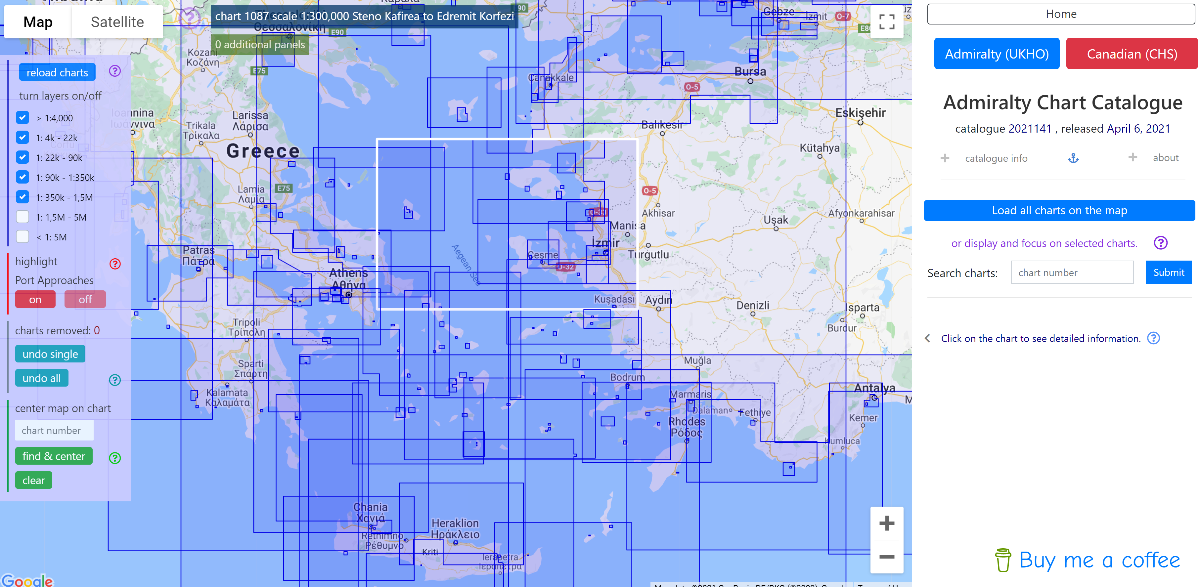 Map
Satellite
chart 1087 scale 1:300,000 Steno Kafirea to Edremit Korfezi
0 additional panels
reload charts
turn layers on/off
> 1:4,000
1: 4k - 22k
1: 22k - 90k
1: 90k - 1:350k
1: 350k - 1,5M
1: 1,5M - 5M
< 1: 5M
highlight
Port Approaches
on
off
charts removed: 0
undo single
undo all
center map on chart
chart number
find & center
clear
Kozani
Κοζάνη
Θεσσαλονίκη
E90
E75
Gebze
Izmit
O-7
Bursa
O-5
Çanakkale
Balıkesir
Eskişehir
Kütahya
Larissa
Λάρισα
Trikala
Τρίκαλα
Ioannina
Greece
Lamia
Λαμία
E75
O-5
Akhisar
Uşak
Afyonkarahisar
Manisa
İzmir
Turgutlu
Çeşme
O-32
Aegean Sea
Patras
Πάτρα
Athens
Αθήνα
Kuşadası
Aydın
Denizli
Isparta
Burdur
Tripoli
Τρίπολη
Sparti
Σπάρτη
Kalamata
Καλαμάτα
Muğla
Bodrum
Marmaris
Dalaman
Fethiye
Rhodes
Ρόδος
Antalya
Kemer
Kumluca
Chania
Χανιά
Rethimno
Ρέθυμνο
Heraklion
Ηράκλειο
Kriti
Ierapetra
Ιεράπετρα
Google
Home
Admiralty (UKHO)
Canadian (CHS)
Admiralty Chart Catalogue
catalogue 2021141 , released April 6, 2021
+ catalogue info
+ about
Load all charts on the map
or display and focus on selected charts.
Search charts:
chart number
Submit
Click on the chart to see detailed information.
Buy me a coffee